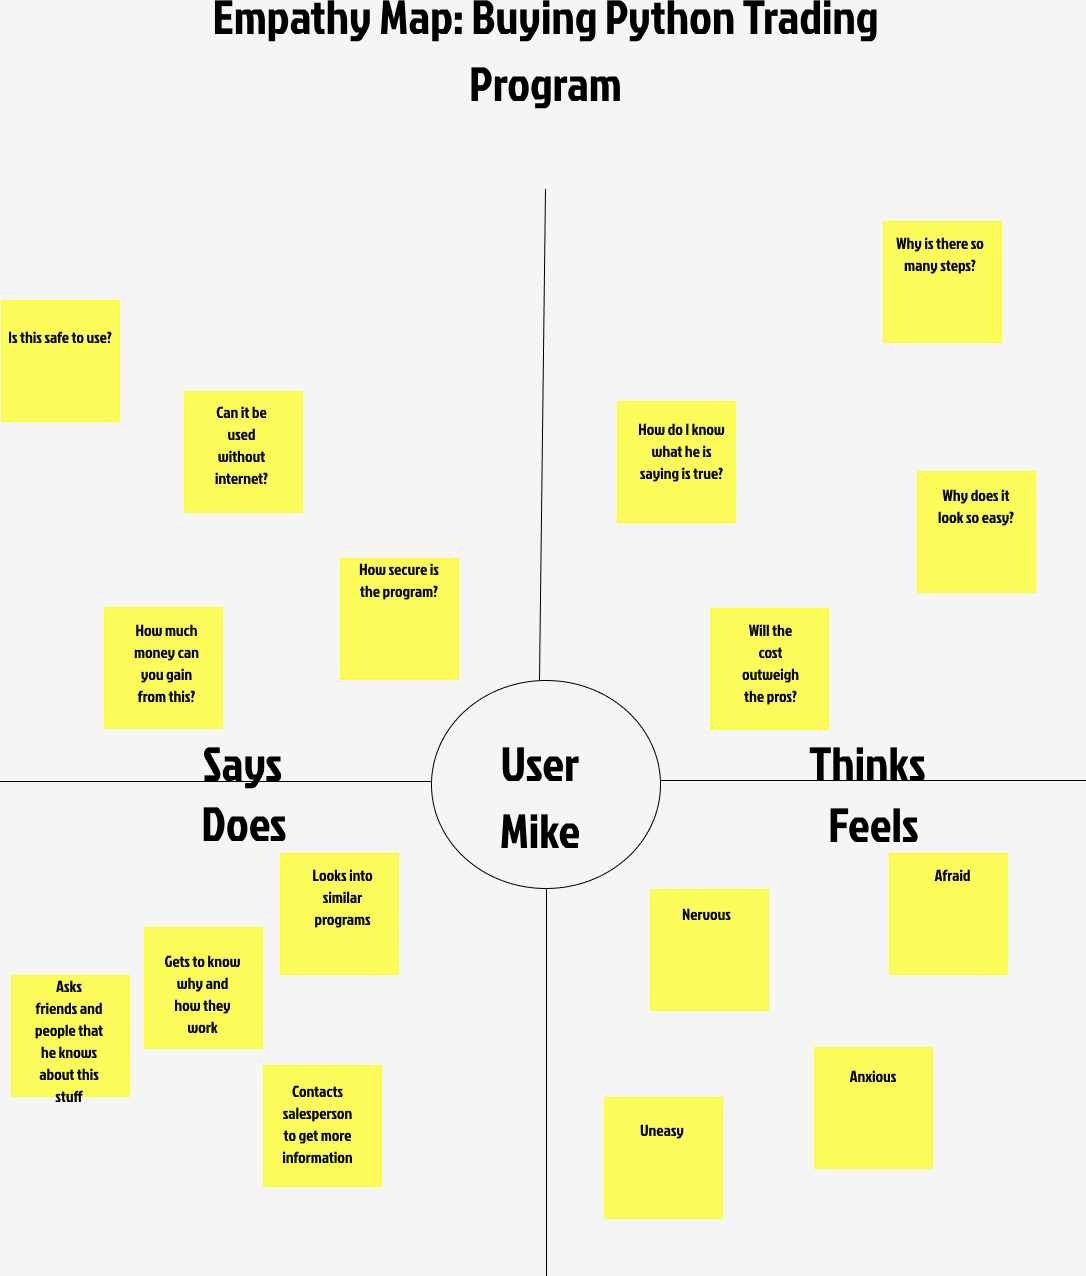 Empathy Map: Buying Python Trading
Program
Is this safe to use?
Can it be
used
without
internet?
How secure is
the program?
How much
money can
you gain
from this?
Says
Why is there so
many steps?
How do I know
what he is
saying is true?
Why does it
look so easy?
Will the
cost
outweigh
the pros?
Thinks
User
Mike
Does
Looks into
similar
programs
Gets to know
why and
how they
work
Asks
friends and
people that
he knows
about this
stuff
Contacts
salesperson
to get more
information
Feels
Afraid
Nervous
Anxious
Uneasy